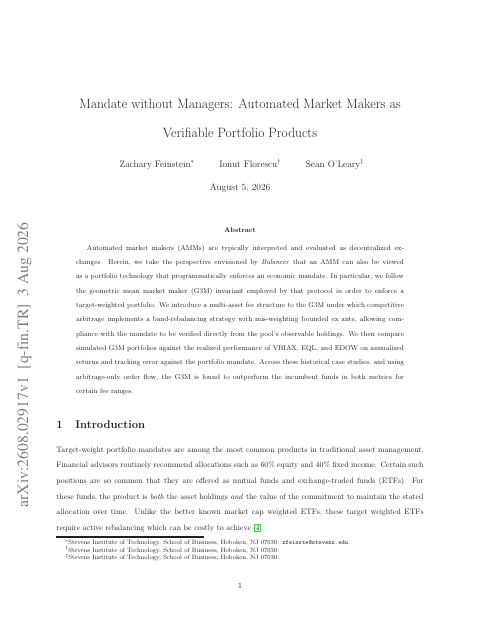 Mandate without Managers: Automated Market Makers as
Verifiable Portfolio Products
Zachary Feinstein* Ionut Florescu† Sean O'Leary‡
August 5, 2026
Abstract
Automated market makers (AMMs) are typically interpreted and evaluated as decentralized ex-
changes. Herein, we take the perspective envisioned by Balancer that an AMM can also be viewed
as a portfolio technology that programmatically enforces an economic mandate. In particular, we follow
the geometric mean market maker (G3M) invariant employed by that protocol in order to enforce a
target-weighted portfolio. We introduce a multi-asset fee structure to the G3M under which competitive
arbitrage implements a band-rebalancing strategy with mis-weighting bounded ex ante, allowing com-
pliance with the mandate to be verified directly from the pool's observable holdings. We then compare
simulated G3M portfolios against the realized performance of VBIAX, EQL, and EDOW on annualized
returns and tracking error against the portfolio mandate. Across these historical case studies, and using
arbitrage-only order flow, the G3M is found to outperform the incumbent funds in both metrics for
certain fee ranges.
1 Introduction
Target-weight portfolio mandates are among the most common products in traditional asset management.
Financial advisors routinely recommend allocations such as 60% equity and 40% fixed income. Certain such
positions are so common that they are offered as mutual funds and exchange-traded funds (ETFs). For
these funds, the product is both the asset holdings and the value of the commitment to maintain the stated
allocation over time. Unlike the better known market cap weighted ETFs, these target weighted ETFs
require active rebalancing which can be costly to achieve [4].
*Stevens Institute of Technology, School of Business, Hoboken, NJ 07030. zfeinste@stevens.edu
†Stevens Institute of Technology, School of Business, Hoboken, NJ 07030.
‡Stevens Institute of Technology, School of Business, Hoboken, NJ 07030.
1
arXiv:2608.02917v1 [q-fin.TR] 3 Aug 2026